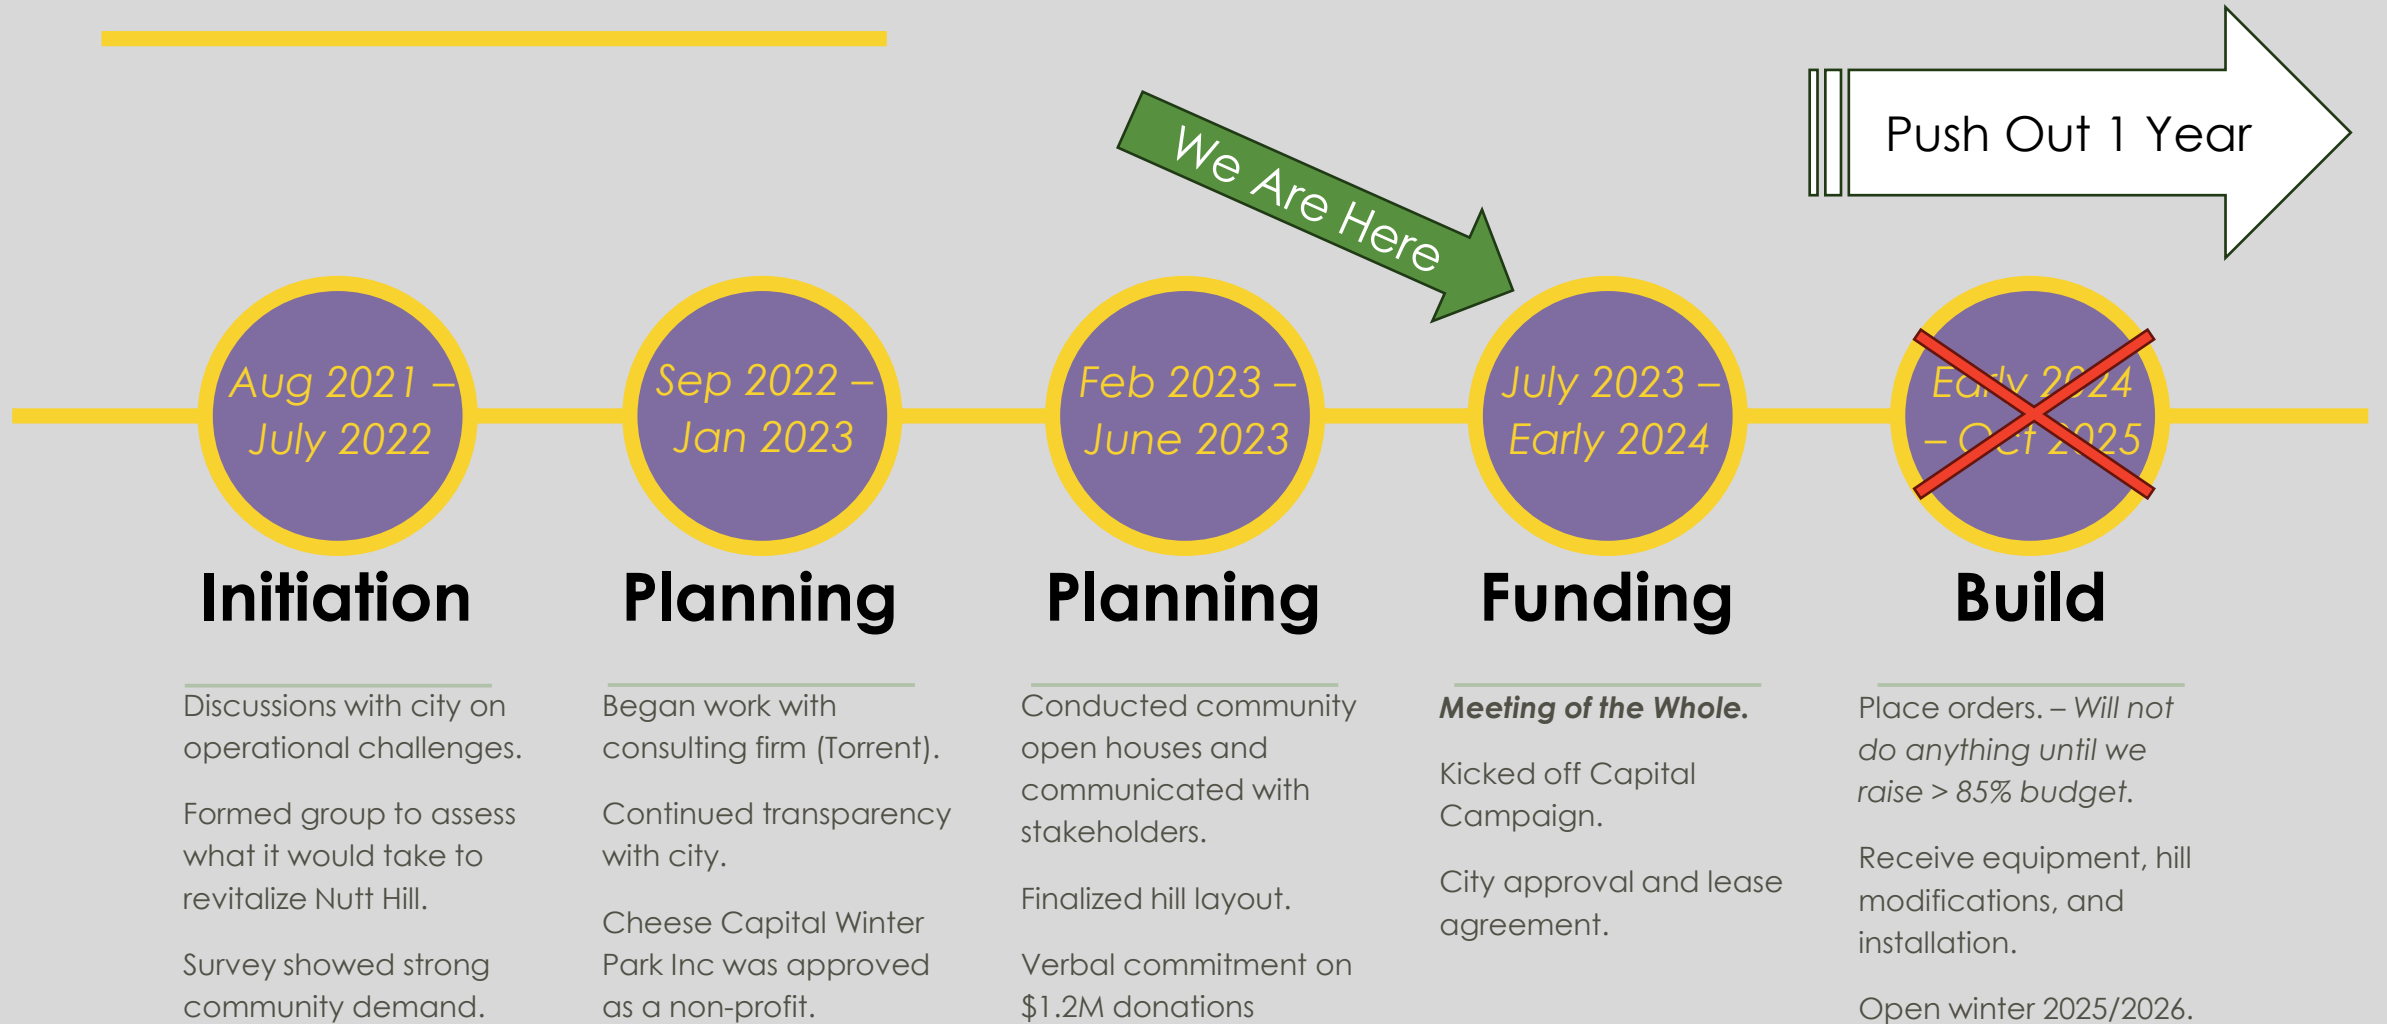 Push Out 1 Year
We Are Here
Aug 2021 –
July 2022
Sep 2022 –
Jan 2023
Feb 2023 –
June 2023
July 2023 –
Early 2024
Early 2024
– Oct 2025
Initiation
Discussions with city on
operational challenges.
Formed group to assess
what it would take to
revitalize Nutt Hill.
Survey showed strong
community demand.
Planning
Began work with
consulting firm (Torrent).
Continued transparency
with city.
Cheese Capital Winter
Park Inc was approved
as a non-profit.
Planning
Conducted community
open houses and
communicated with
stakeholders.
Finalized hill layout.
Verbal commitment on
$1.2M donations
Funding
Meeting of the Whole.
Kicked off Capital
Campaign.
City approval and lease
agreement.
Build
Place orders. – Will not
do anything until we
raise > 85% budget.
Receive equipment, hill
modifications, and
installation.
Open winter 2025/2026.